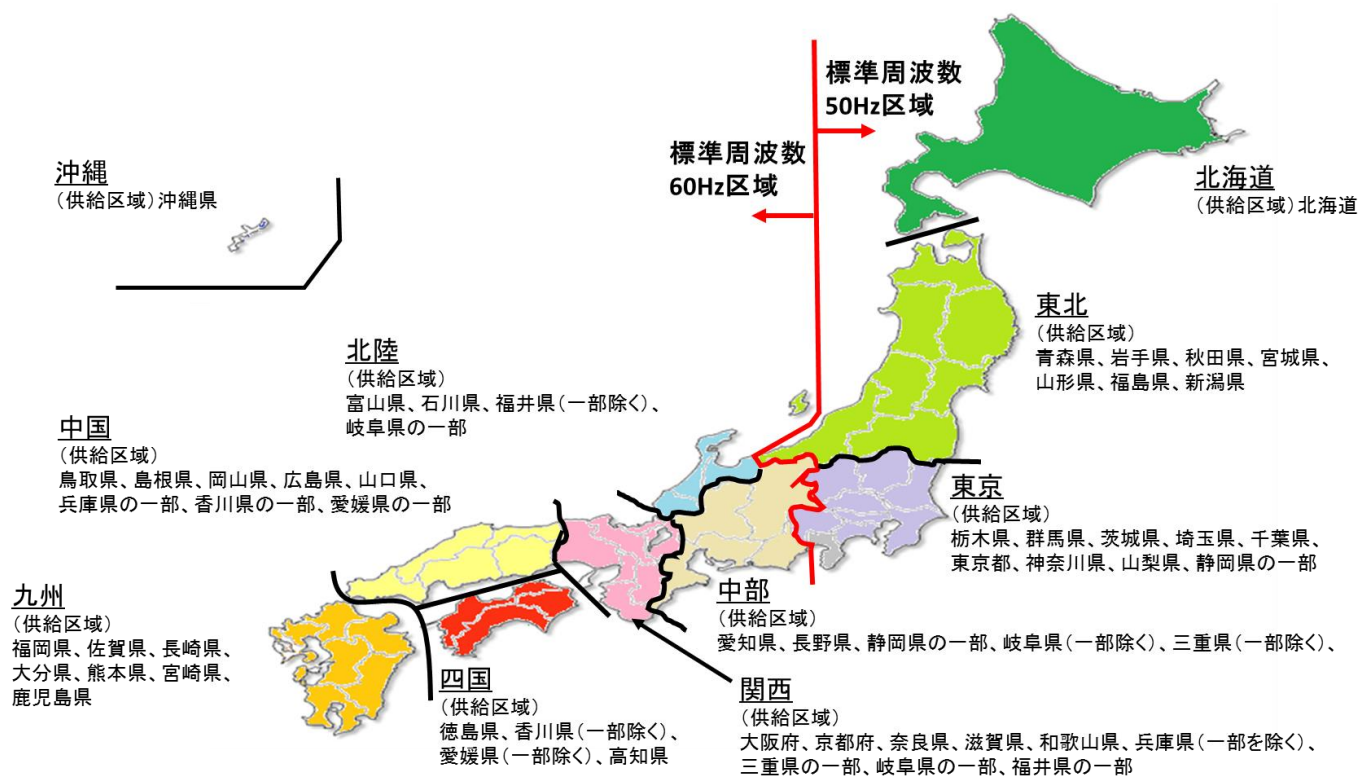 標準周波数
50Hz区域
標準周波数
60Hz区域
沖縄
(供給区域)沖縄県
北海道
(供給区域)北海道
東北
(供給区域)
青森県、岩手県、秋田県、宮城県、
山形県、福島県、新潟県
北陸
(供給区域)
富山県、石川県、福井県(一部除く)、
岐阜県の一部
中国
(供給区域)
鳥取県、島根県、岡山県、広島県、山口県、
兵庫県の一部、香川県の一部、愛媛県の一部
東京
(供給区域)
栃木県、群馬県、茨城県、埼玉県、千葉県、
東京都、神奈川県、山梨県、静岡県の一部
中部
(供給区域)
愛知県、長野県、静岡県の一部、岐阜県(一部除く)、三重県(一部除く)、
九州
(供給区域)
福岡県、佐賀県、長崎県、
大分県、熊本県、宮崎県、
鹿児島県
四国
(供給区域)
徳島県、香川県(一部除く)、
愛媛県(一部除く)、高知県
関西
(供給区域)
大阪府、京都府、奈良県、滋賀県、和歌山県、兵庫県(一部を除く)、
三重県の一部、岐阜県の一部、福井県の一部